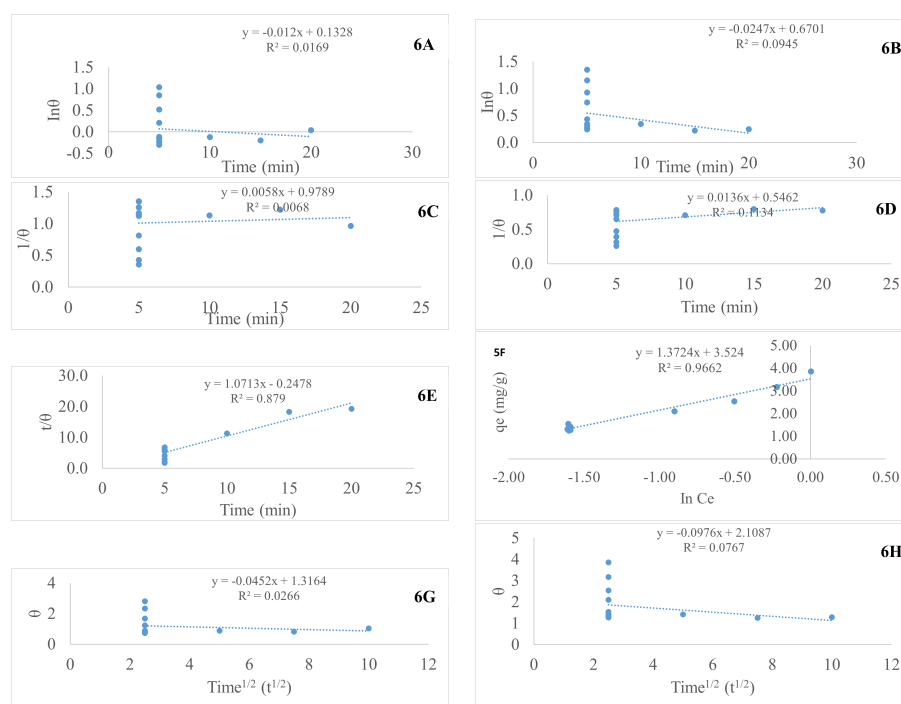 y = -0.012x + 0.1328
R² = 0.0169
6A
1.5
1.0
0.5
0.0
-0.5
lnθ
10
20
30
Time (min)
y = -0.0247x + 0.6701
R² = 0.0945
6B
1.5
1.0
0.5
0.0
lnθ
0
10
20
30
Time (min)
y = 0.0058x + 0.9789
R² = 0.0068
6C
1.5
1.0
0.5
0.0
1/θ
0
5
10
15
20
25
Time (min)
y = 0.0136x + 0.5462
R² = 0.1134
6D
1.0
0.5
0.0
1/θ
0
5
10
15
20
25
Time (min)
y = 1.0713x - 0.2478
R² = 0.879
6E
30.0
20.0
10.0
0.0
t/θ
0
5
10
15
20
25
Time (min)
5F
y = 1.3724x + 3.524
R² = 0.9662
5.00
4.00
3.00
2.00
1.00
0.00
qe (mg/g)
-2.00
-1.50
-1.00
-0.50
0.00
0.50
In Ce
y = -0.0452x + 1.3164
R² = 0.0266
6G
4
2
0
θ
0
2
4
6
8
10
12
Time1/2 (t1/2)
y = -0.0976x + 2.1087
R² = 0.0767
6H
5
4
3
2
1
0
θ
0
2
4
6
8
10
12
Time1/2 (t1/2)